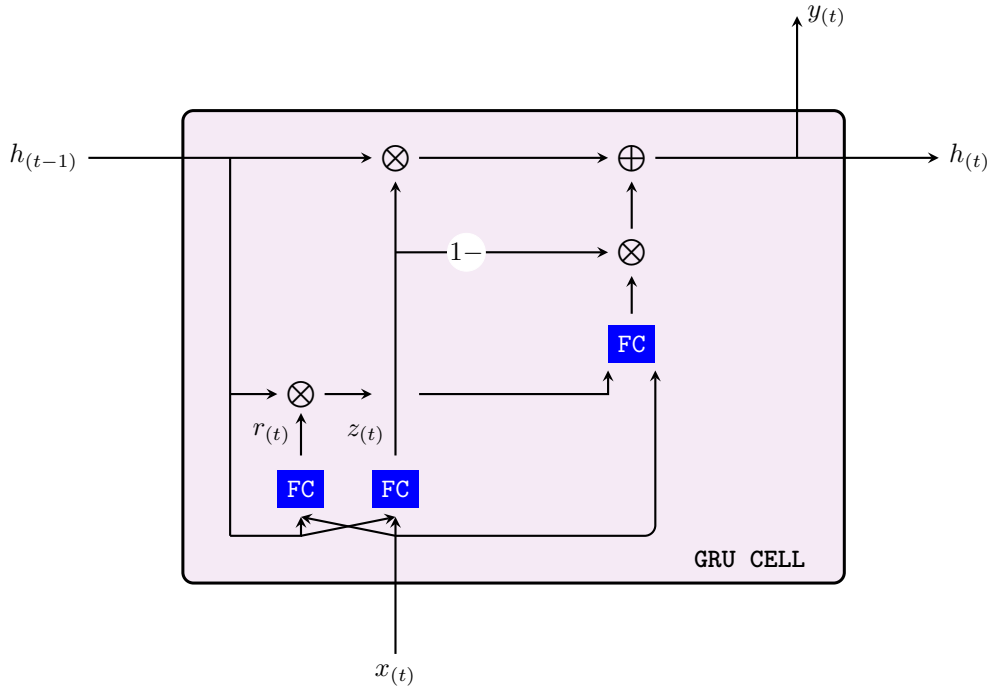 y(t)
h(t−1)
h(t)
1−
FC
r(t)
z(t)
FC
FC
GRU CELL
x(t)